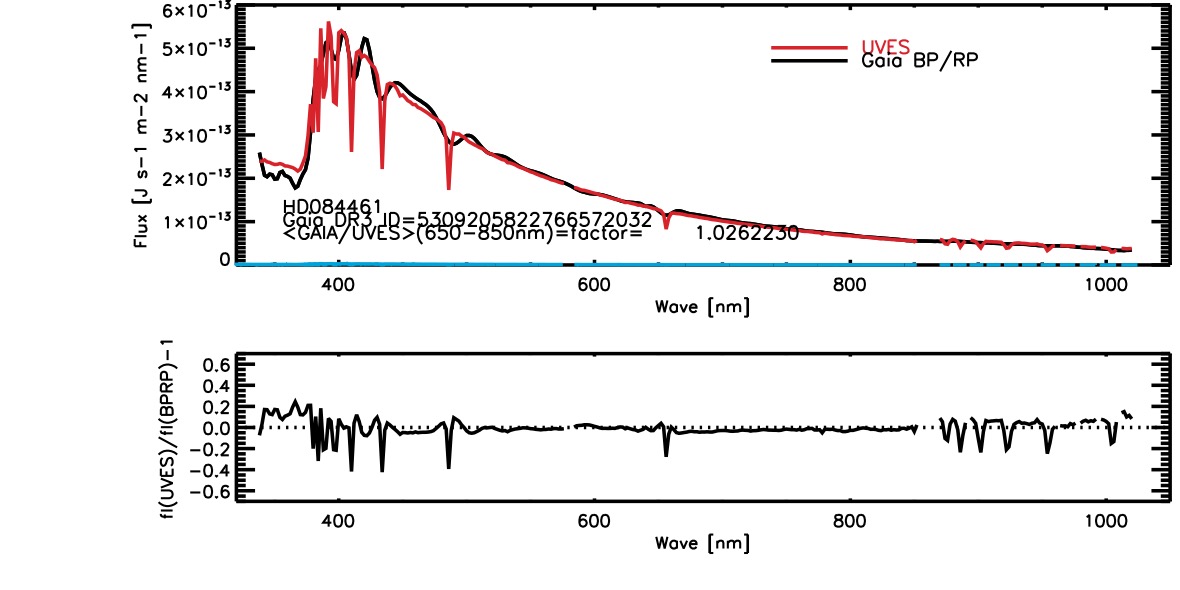 6×10⁻¹³
5×10⁻¹³
4×10⁻¹³
3×10⁻¹³
2×10⁻¹³
1×10⁻¹³
0
Flux [J s−1 m−2 nm−1]
UVES
Gaia BP/RP
HD084461
Gaia DR3 ID=5309205822766572032
<GAIA/UVES>(650−850nm)=factor= 1.0262230
400 600 800 1000
Wave [nm]
0.6
0.4
0.2
0.0
−0.2
−0.4
−0.6
fl(UVES)/fl(BPRP)−1
400 600 800 1000
Wave [nm]